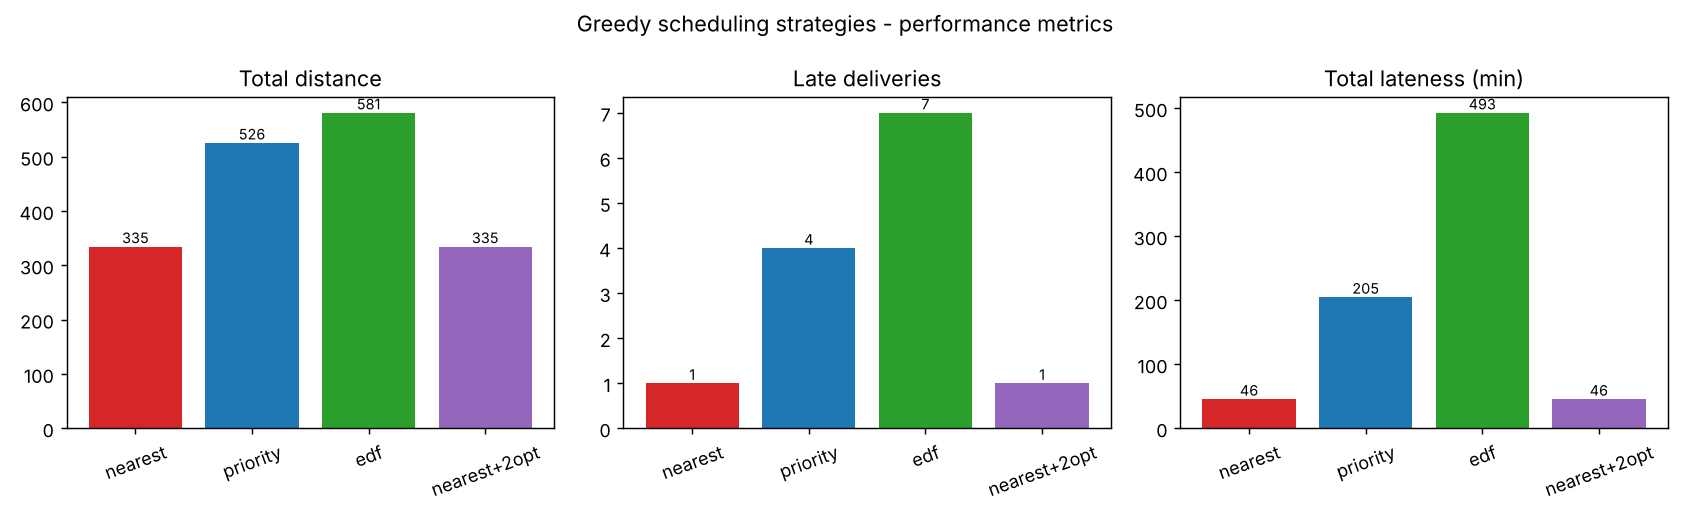 Greedy scheduling strategies - performance metrics
Total distance
600
500
400
300
200
100
0
335
526
581
335
nearest
priority
edf
nearest+2opt
Late deliveries
7
6
5
4
3
2
1
0
1
4
7
1
nearest
priority
edf
nearest+2opt
Total lateness (min)
500
400
300
200
100
0
46
205
493
46
nearest
priority
edf
nearest+2opt